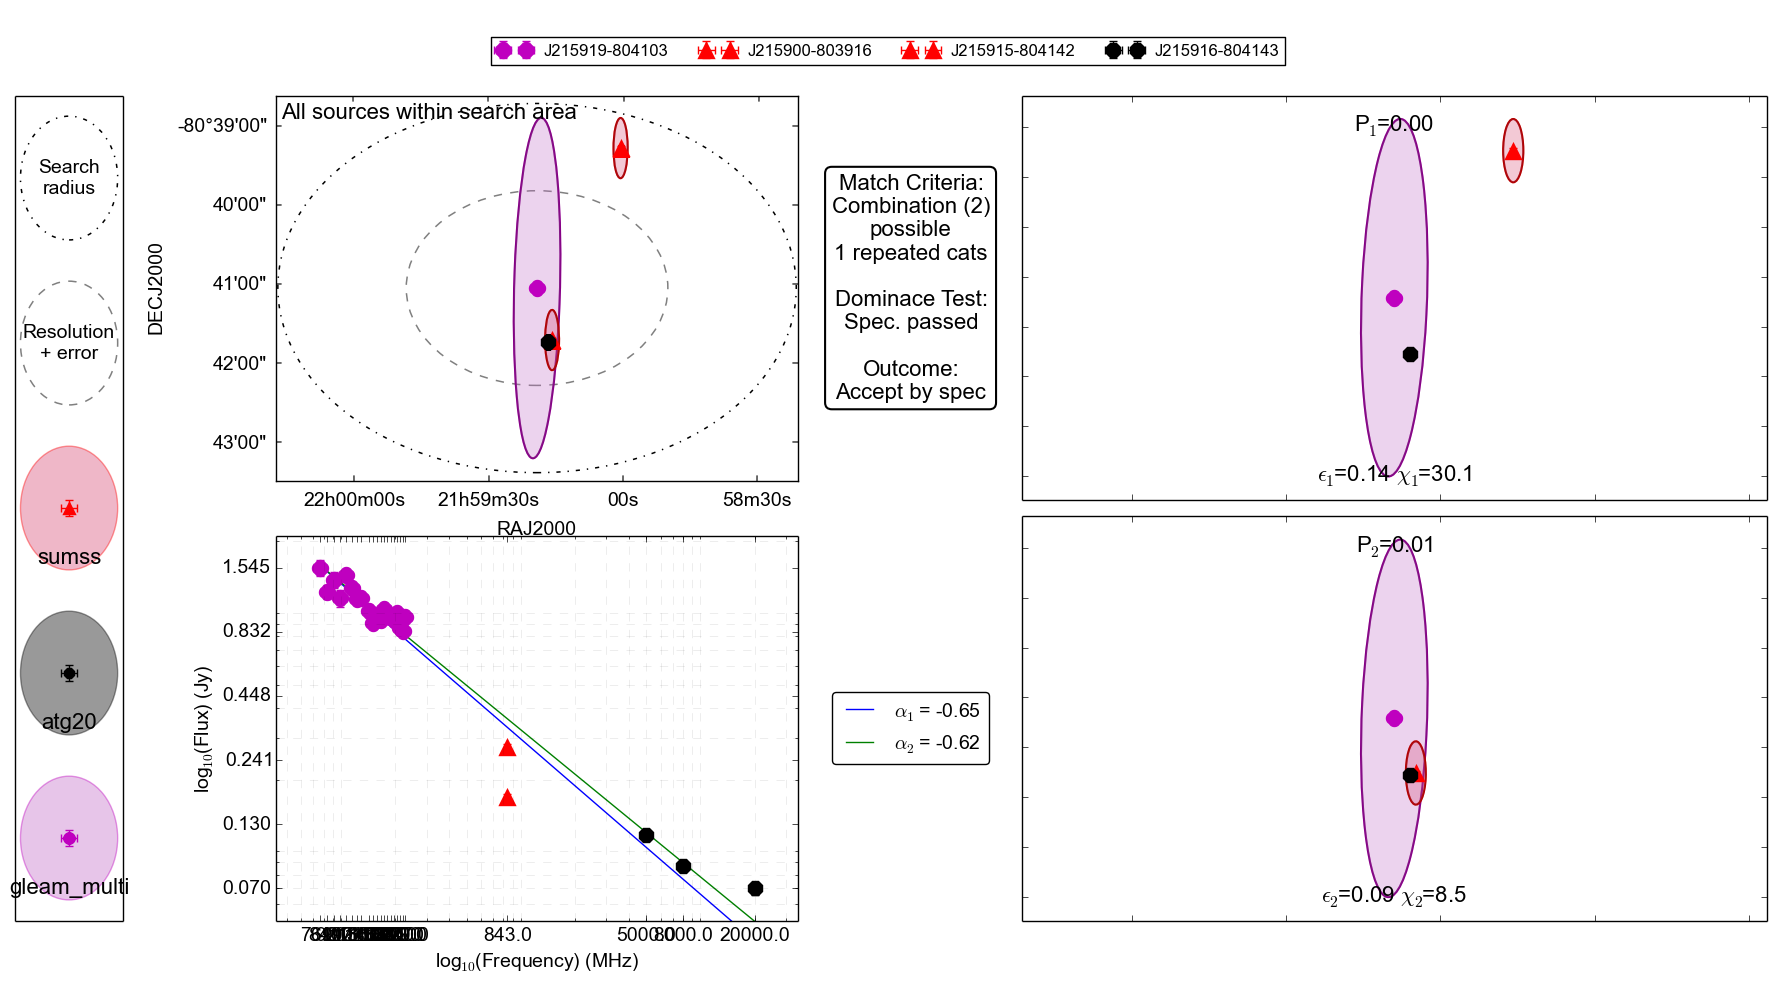 J215919-804103 J215900-803916 J215915-804142 J215916-804143
Search
radius
Resolution
+ error
sumss
atg20
gleam_multi
All sources within search area
DECJ2000
-80°39'00"
40'00"
41'00"
42'00"
43'00"
22h00m00s 21h59m30s 00s 58m30s
RAJ2000
Match Criteria:
Combination (2)
possible
1 repeated cats
Dominace Test:
Spec. passed
Outcome:
Accept by spec
P1=0.00
ϵ1=0.14 χ1=30.1
P2=0.01
ϵ2=0.09 χ2=8.5
log10(Flux) (Jy)
1.545
0.832
0.448
0.241
0.130
0.070
843.0 5000.0 8000.0 20000.0
log10(Frequency) (MHz)
α1 = -0.65
α2 = -0.62